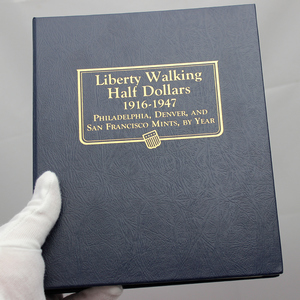 Liberty Walking
Half Dollars
1916-1947
Philadelphia, Denver, and
San Francisco Mints, by Year